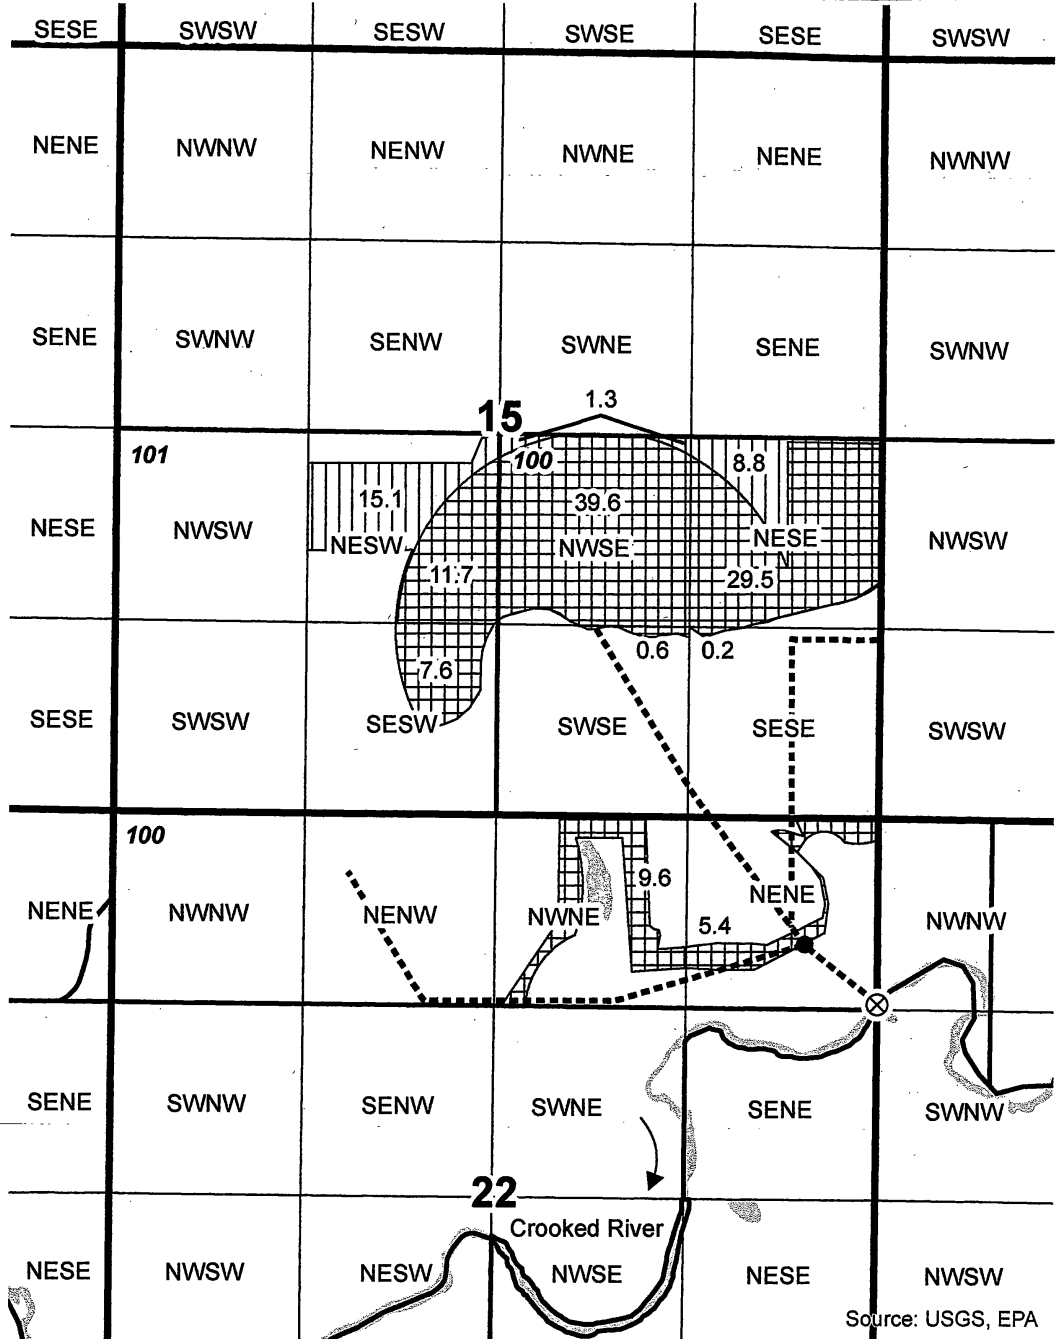 SESE SWSW SESW SWSE SESE SWSW
NENE NWNW NENW NWNE NENE NWNW
SENE SWNW SENW SWNE SENE SWNW
1.3
15
101 100 8.8
15.1 39.6
NESE NWSW NESW NWSE NESE NWSW
11.7 29.5
0.6 0.2
7.6
SESE SWSW SESW SWSE SESE SWSW
100
9.6
NENE NWNW NENW NWNE NENE NWNW
5.4
SENE SWNW SENW SWNE SENE SWNW
22
Crooked River
NESE NWSW NESW NWSE NESE NWSW
Source: USGS, EPA